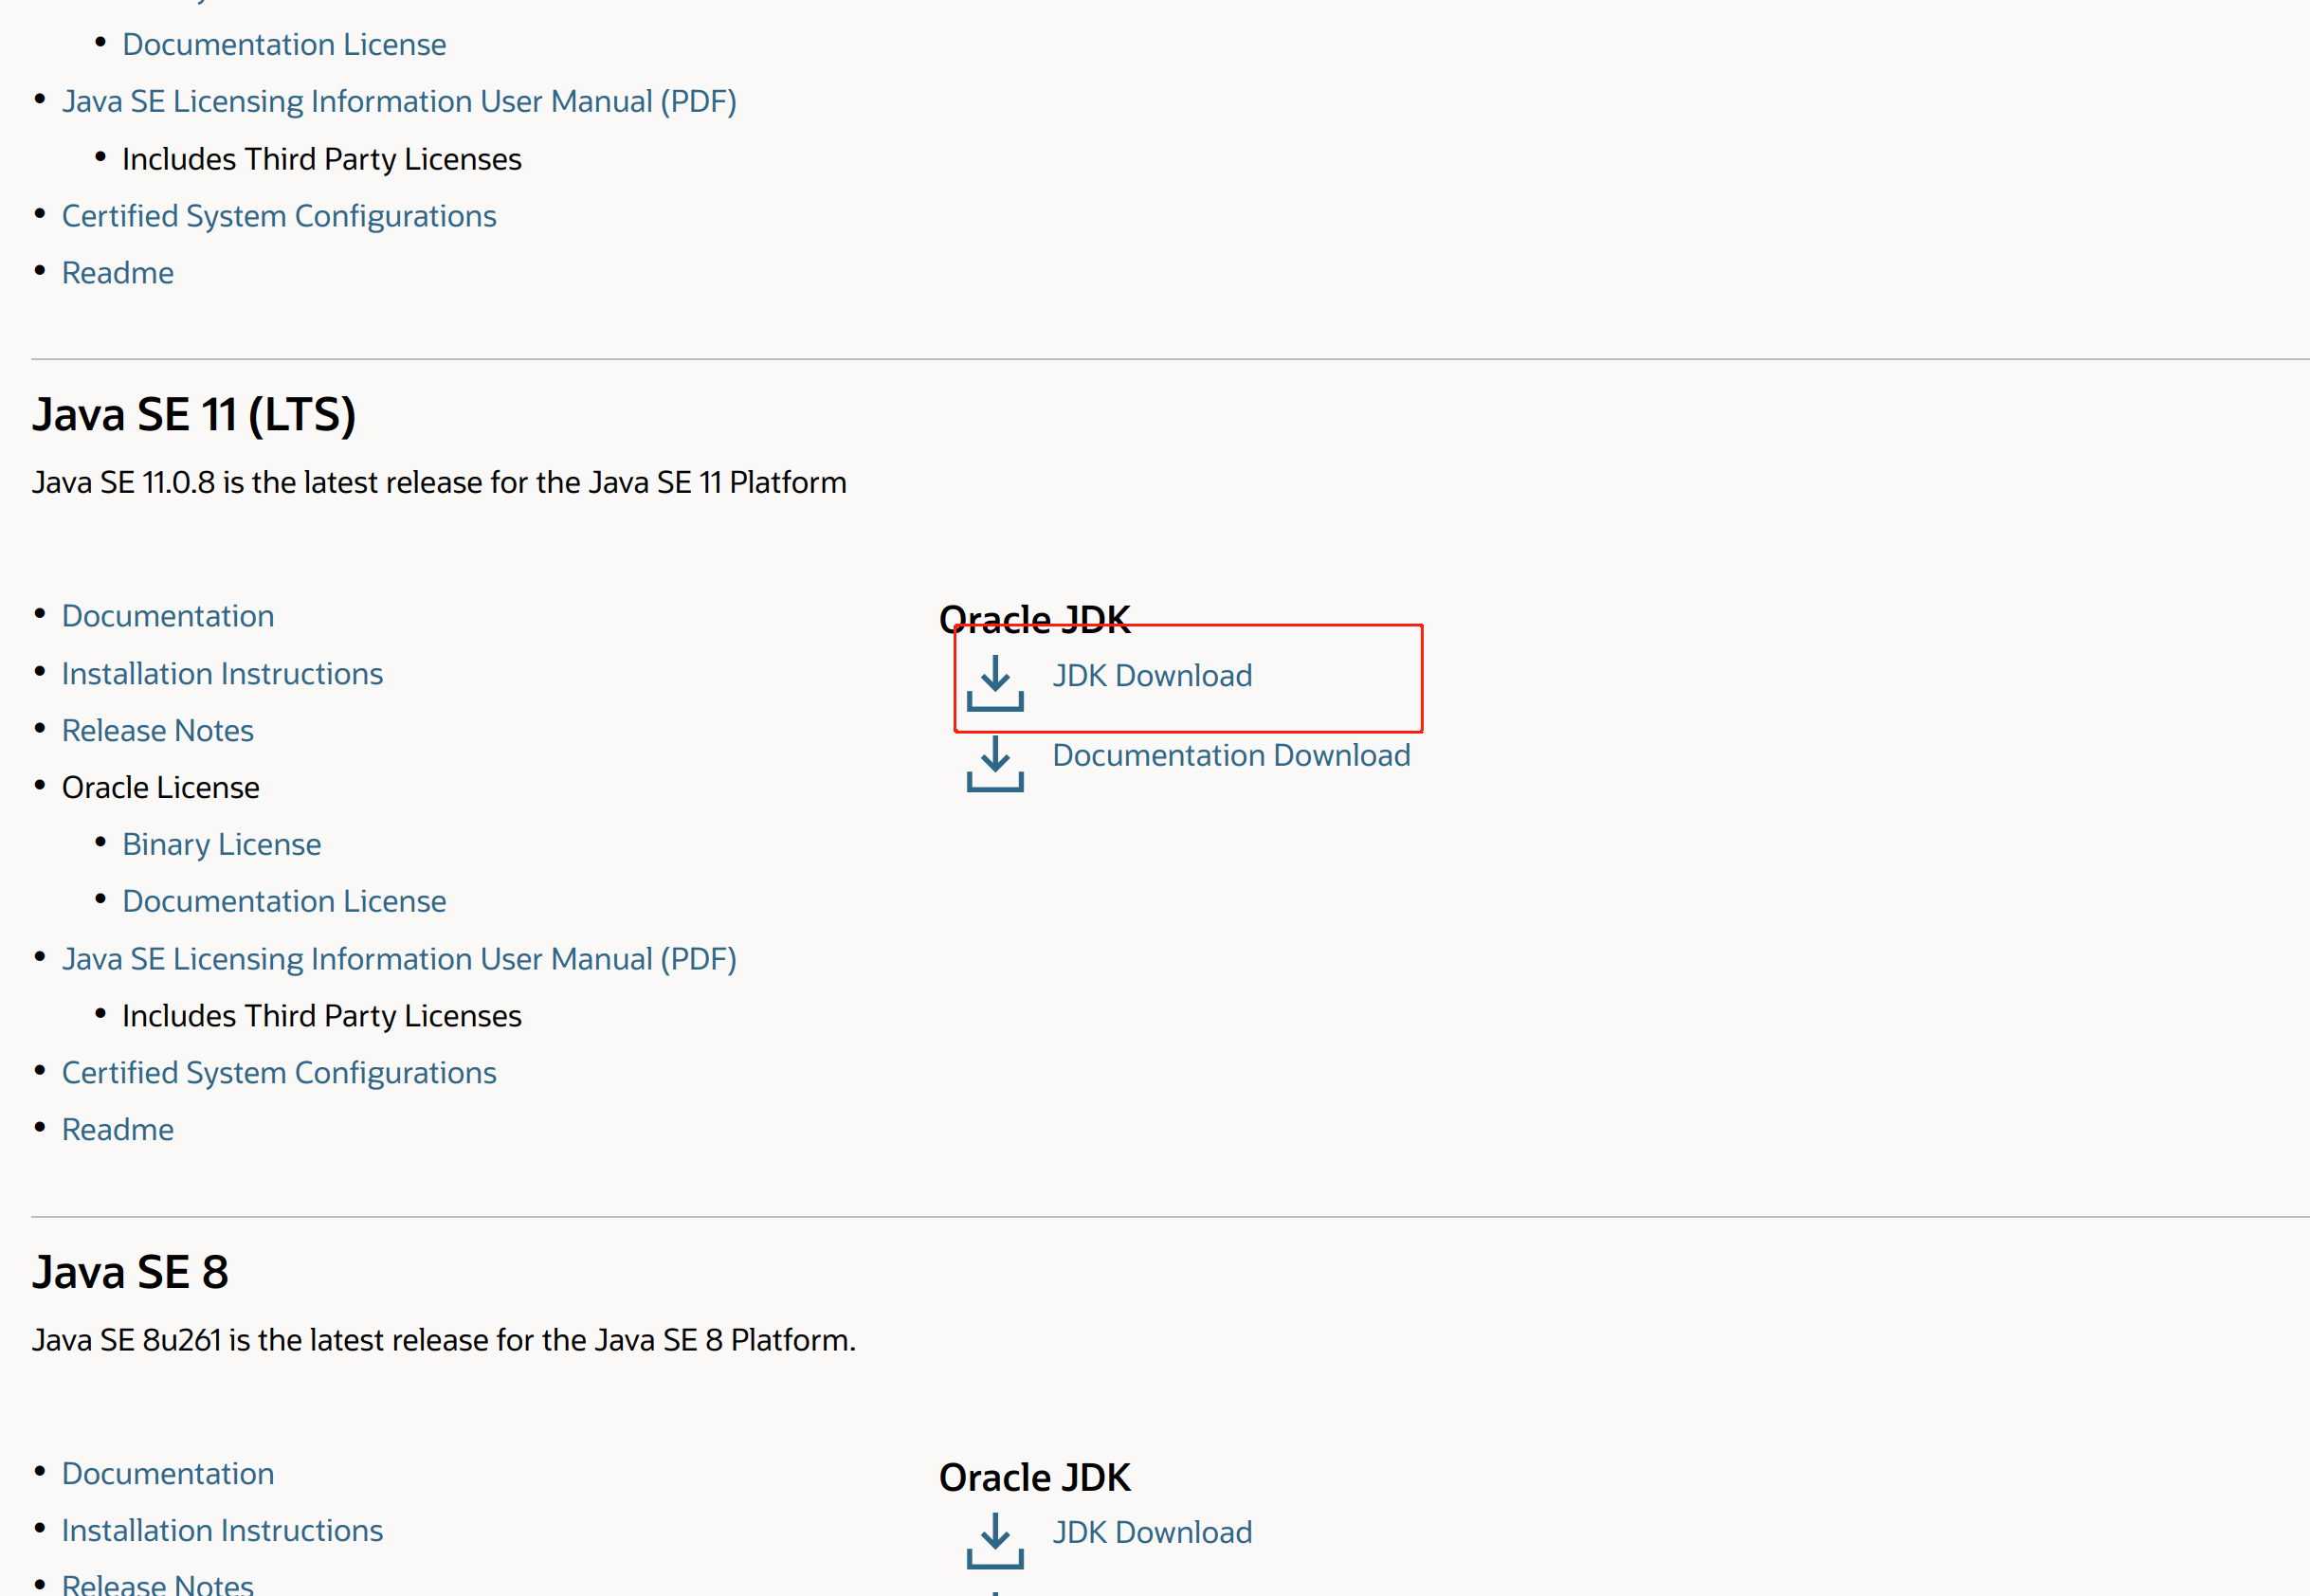 Documentation License
Java SE Licensing Information User Manual (PDF)
Includes Third Party Licenses
Certified System Configurations
Readme
Java SE 11 (LTS)
Java SE 11.0.8 is the latest release for the Java SE 11 Platform
Documentation
Installation Instructions
Release Notes
Oracle License
Binary License
Documentation License
Java SE Licensing Information User Manual (PDF)
Includes Third Party Licenses
Certified System Configurations
Readme
Oracle JDK
JDK Download
Documentation Download
Java SE 8
Java SE 8u261 is the latest release for the Java SE 8 Platform.
Documentation
Installation Instructions
Release Notes
Oracle JDK
JDK Download